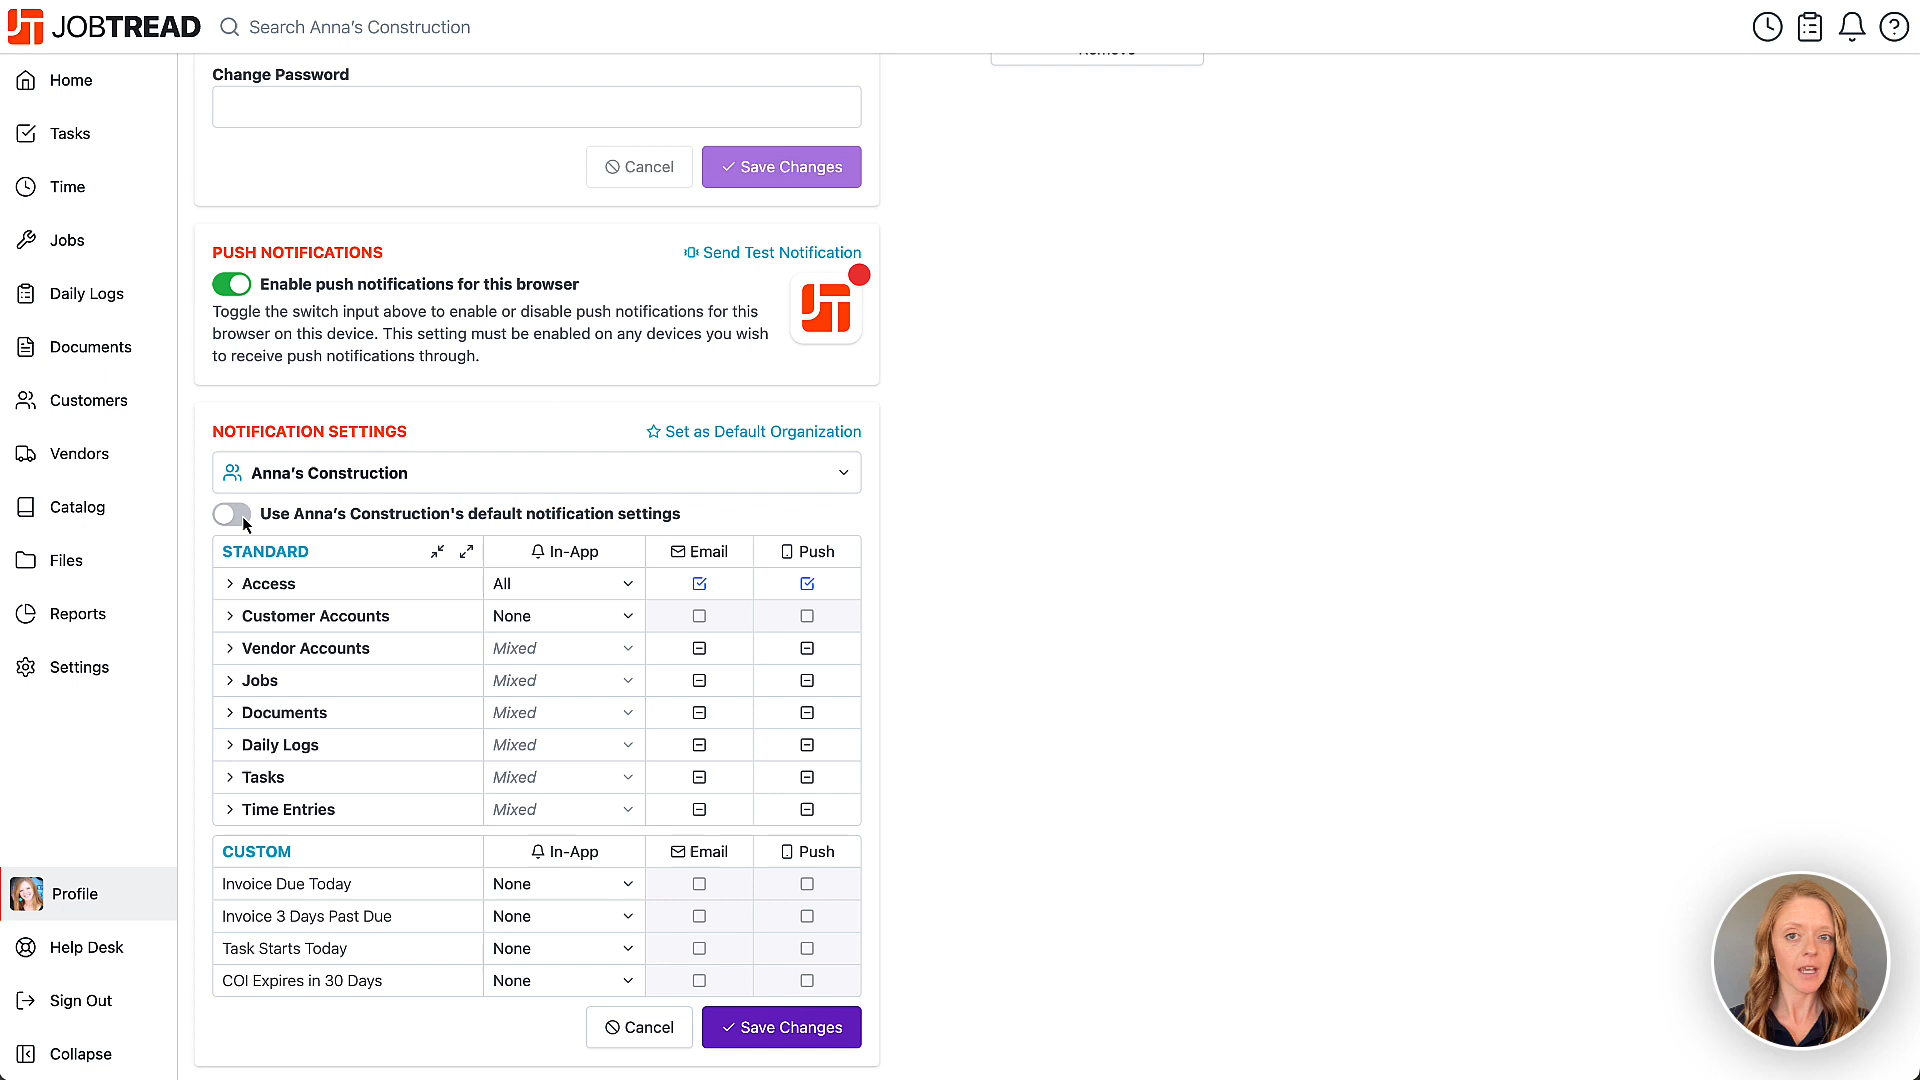 JOBTREAD
Search Anna's Construction
Home
Tasks
Time
Jobs
Daily Logs
Documents
Customers
Vendors
Catalog
Files
Reports
Settings
Profile
Help Desk
Sign Out
Collapse
Remove
Change Password
Cancel
Save Changes
PUSH NOTIFICATIONS
Send Test Notification
Enable push notifications for this browser
Toggle the switch input above to enable or disable push notifications for this
browser on this device. This setting must be enabled on any devices you wish
to receive push notifications through.
NOTIFICATION SETTINGS
Set as Default Organization
Anna's Construction
Use Anna's Construction's default notification settings
STANDARD In-App Email Push
Access All
Customer Accounts None
Vendor Accounts Mixed
Jobs Mixed
Documents Mixed
Daily Logs Mixed
Tasks Mixed
Time Entries Mixed
CUSTOM In-App Email Push
Invoice Due Today None
Invoice 3 Days Past Due None
Task Starts Today None
COI Expires in 30 Days None
Cancel
Save Changes